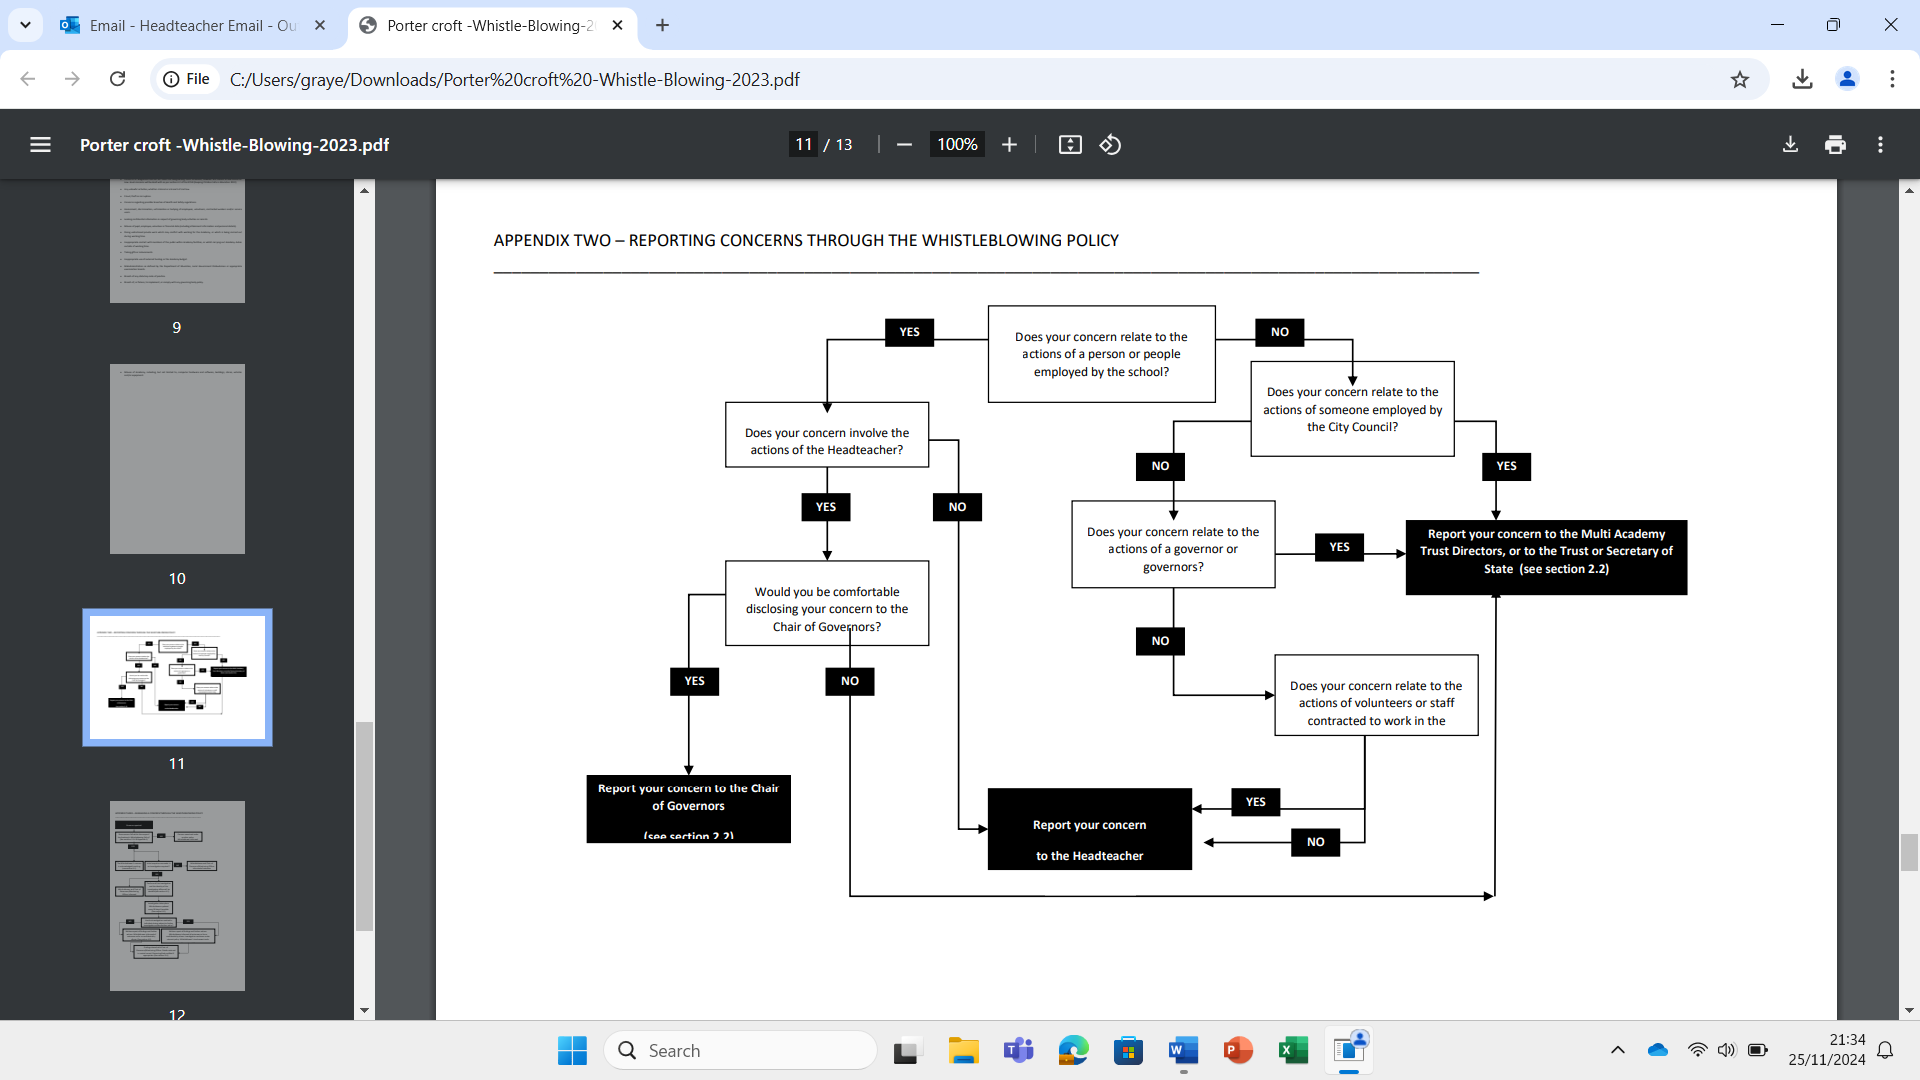 Email - Headteacher Email - Ou
Porter croft -Whistle-Blowing-2
File
C:/Users/graye/Downloads/Porter%20croft%20-Whistle-Blowing-2023.pdf
Porter croft -Whistle-Blowing-2023.pdf
11 / 13
100%
9
10
11
12
APPENDIX TWO – REPORTING CONCERNS THROUGH THE WHISTLEBLOWING POLICY
YES
Does your concern relate to the
actions of a person or people
employed by the school?
NO
Does your concern relate to the
actions of someone employed by
the City Council?
Does your concern involve the
actions of the Headteacher?
NO
YES
YES
NO
Does your concern relate to the
actions of a governor or
governors?
YES
Report your concern to the Multi Academy
Trust Directors, or to the Trust or Secretary of
State (see section 2.2)
Would you be comfortable
disclosing your concern to the
Chair of Governors?
NO
YES
NO
Does your concern relate to the
actions of volunteers or staff
contracted to work in the
Report your concern to the Chair
of Governors
(see section 2.2)
YES
NO
Report your concern
to the Headteacher
Search
21:34
25/11/2024